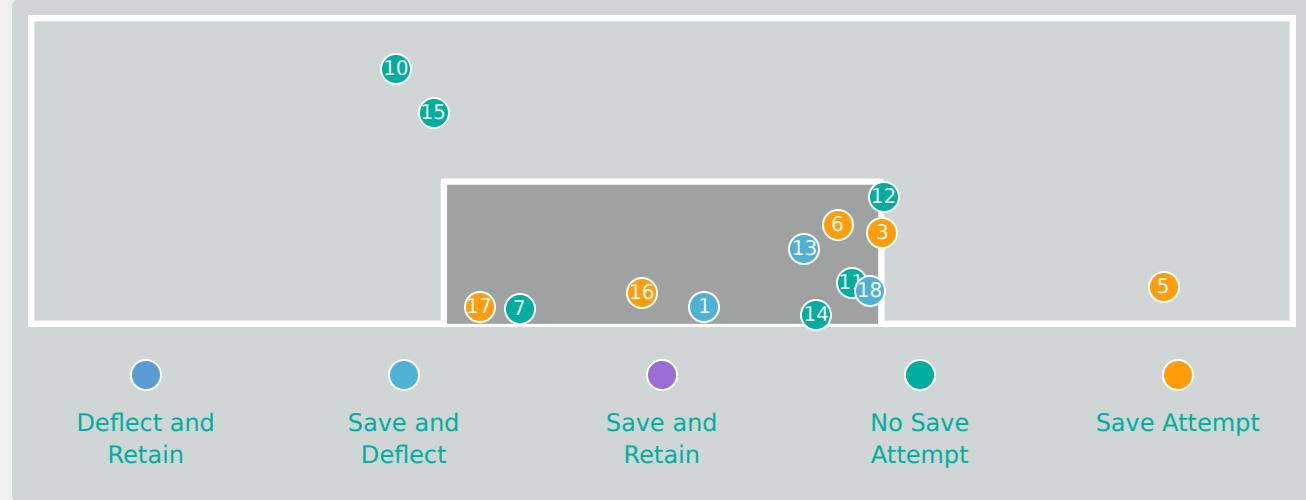 10
15
12
6
3
13
11
18
5
16
17
7
1
14
Deflect and
Retain
Save and
Deflect
Save and
Retain
No Save
Attempt
Save Attempt